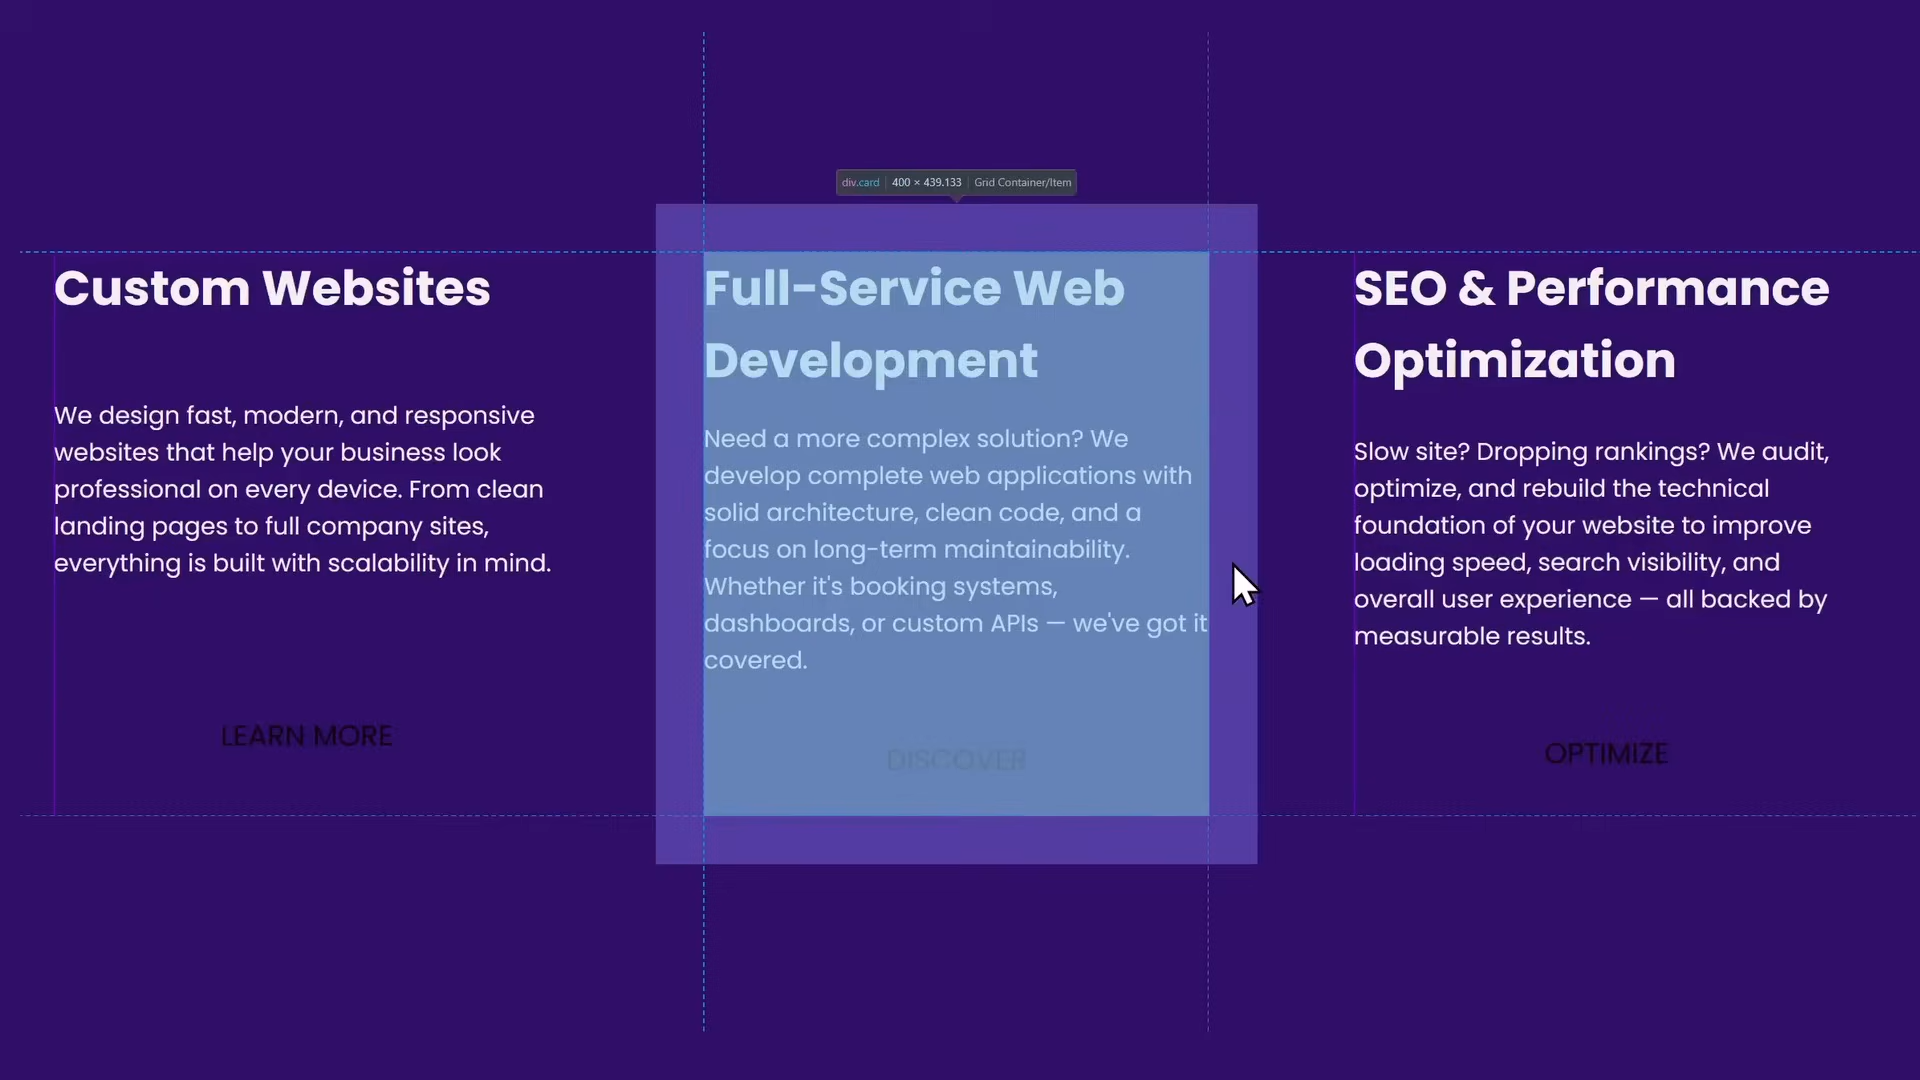 div.card 400 × 439.133 Grid Container/Item
Custom Websites
We design fast, modern, and responsive
websites that help your business look
professional on every device. From clean
landing pages to full company sites,
everything is built with scalability in mind.
LEARN MORE
Full-Service Web
Development
Need a more complex solution? We
develop complete web applications with
solid architecture, clean code, and a
focus on long-term maintainability.
Whether it's booking systems,
dashboards, or custom APIs — we've got it
covered.
DISCOVER
SEO & Performance
Optimization
Slow site? Dropping rankings? We audit,
optimize, and rebuild the technical
foundation of your website to improve
loading speed, search visibility, and
overall user experience — all backed by
measurable results.
OPTIMIZE